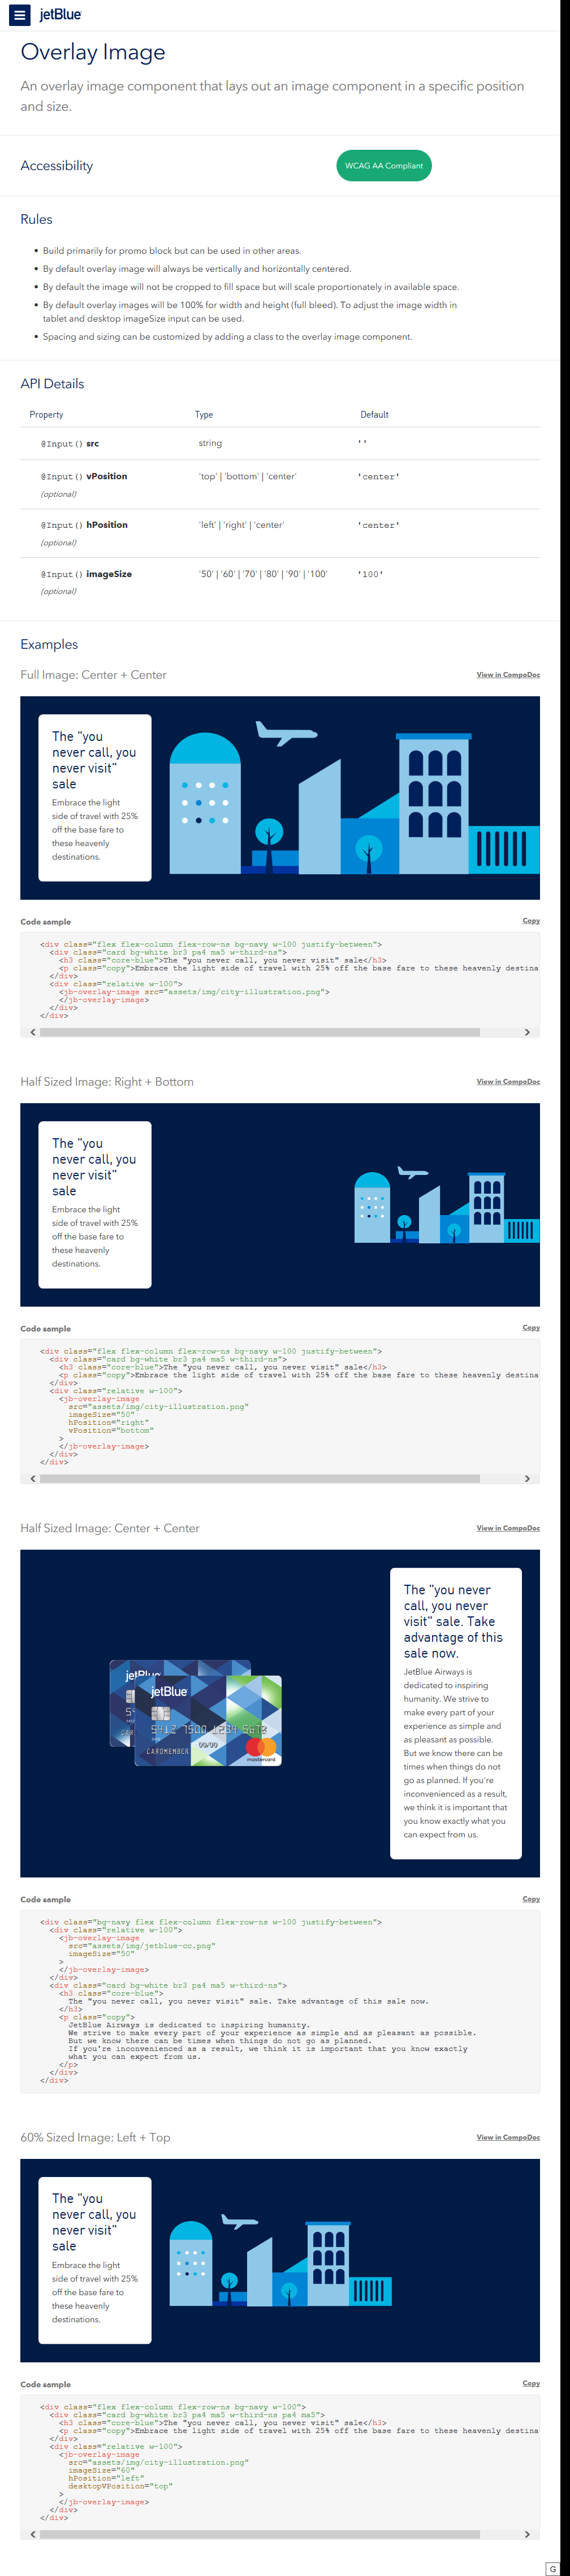 jetBlue
Overlay Image
An overlay image component that lays out an image component in a specific position
and size.
Accessibility
WCAG AA Compliant
Rules
• Build primarily for promo block but can be used in other areas.
• By default overlay image will always be vertically and horizontally centered.
• By default the image will not be cropped to fill space but will scale proportionately in available space.
• By default overlay images will be 100% for width and height (full bleed). To adjust the image width in
tablet and desktop imageSize input can be used.
• Spacing and sizing can be customized by adding a class to the overlay image component.
API Details
Property Type Default
@Input() src string ''
@Input() vPosition 'top' | 'bottom' | 'center' 'center'
(optional)
@Input() hPosition 'left' | 'right' | 'center' 'center'
(optional)
@Input() imageSize '50' | '60' | '70' | '80' | '90' | '100' '100'
(optional)
Examples
Full Image: Center + Center View in CompoDoc
The "you
never call, you
never visit"
sale
Embrace the light
side of travel with 25%
off the base fare to
these heavenly
destinations.
Code sample Copy
<div class="flex flex-column flex-row-ns bg-navy w-100 justify-between">
<div class="card bg-white br3 pa4 ma5 w-third-ns">
<h3 class="core-blue">The "you never call, you never visit" sale</h3>
<p class="copy">Embrace the light side of travel with 25% off the base fare to these heavenly destina
</div>
<div class="relative w-100">
<jb-overlay-image src="assets/img/city-illustration.png">
</jb-overlay-image>
</div>
</div>
Half Sized Image: Right + Bottom View in CompoDoc
The "you
never call, you
never visit"
sale
Embrace the light
side of travel with 25%
off the base fare to
these heavenly
destinations.
Code sample Copy
<div class="flex flex-column flex-row-ns bg-navy w-100 justify-between">
<div class="card bg-white br3 pa4 ma5 w-third-ns">
<h3 class="core-blue">The "you never call, you never visit" sale</h3>
<p class="copy">Embrace the light side of travel with 25% off the base fare to these heavenly destina
</div>
<div class="relative w-100">
<jb-overlay-image
src="assets/img/city-illustration.png"
imageSize="50"
hPosition="right"
vPosition="bottom"
>
</jb-overlay-image>
</div>
</div>
Half Sized Image: Center + Center View in CompoDoc
jetBlue
jetBlue
5412 7500 1234 5678
00/00
CARDMEMBER
mastercard
The "you never
call, you never
visit" sale. Take
advantage of this
sale now.
JetBlue Airways is
dedicated to inspiring
humanity. We strive to
make every part of your
experience as simple and
as pleasant as possible.
But we know there can be
times when things do not
go as planned. If you're
inconvenienced as a result,
we think it is important that
you know exactly what you
can expect from us.
Code sample Copy
<div class="bg-navy flex flex-column flex-row-ns w-100 justify-between">
<div class="relative w-100">
<jb-overlay-image
src="assets/img/jetblue-cc.png"
imageSize="50"
>
</jb-overlay-image>
</div>
<div class="card bg-white br3 pa4 ma5 w-third-ns">
<h3 class="core-blue">
The "you never call, you never visit" sale. Take advantage of this sale now.
</h3>
<p class="copy">
JetBlue Airways is dedicated to inspiring humanity.
We strive to make every part of your experience as simple and as pleasant as possible.
But we know there can be times when things do not go as planned.
If you're inconvenienced as a result, we think it is important that you know exactly
what you can expect from us.
</p>
</div>
</div>
60% Sized Image: Left + Top View in CompoDoc
The "you
never call, you
never visit"
sale
Embrace the light
side of travel with 25%
off the base fare to
these heavenly
destinations.
Code sample Copy
<div class="flex flex-column flex-row-ns bg-navy w-100">
<div class="card bg-white br3 pa4 ma5 w-third-ns pa4 ma5">
<h3 class="core-blue">The "you never call, you never visit" sale</h3>
<p class="copy">Embrace the light side of travel with 25% off the base fare to these heavenly destina
</div>
<div class="relative w-100">
<jb-overlay-image
src="assets/img/city-illustration.png"
imageSize="60"
hPosition="left"
desktopVPosition="top"
>
</jb-overlay-image>
</div>
</div>
G